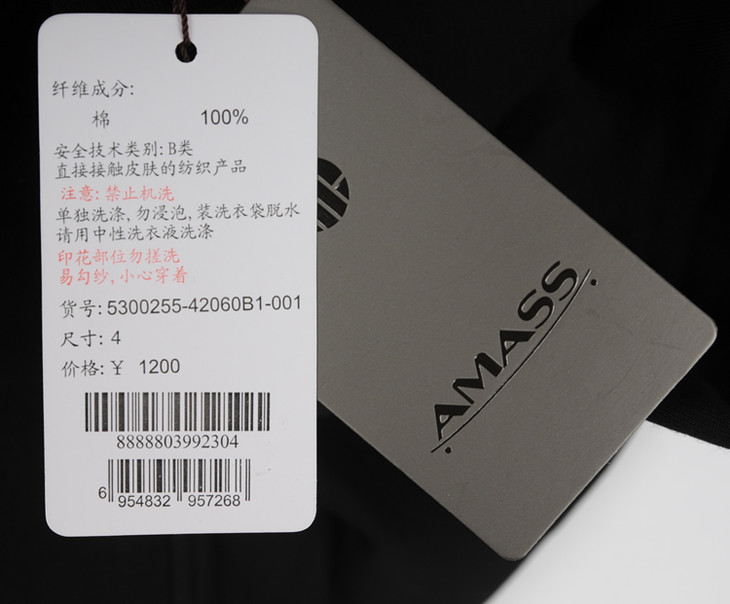 纤维成分:
棉 100%
安全技术类别: B类
直接接触皮肤的纺织产品
注意: 禁止机洗
单独洗涤, 勿浸泡, 装洗衣袋脱水
请用中性洗衣液洗涤
印花部位勿搓洗
易勾纱, 小心穿着
货号: 5300255-42060B1-001
尺寸: 4
价格: ¥ 1200
8888803992304
6 954832 957268
AMASS